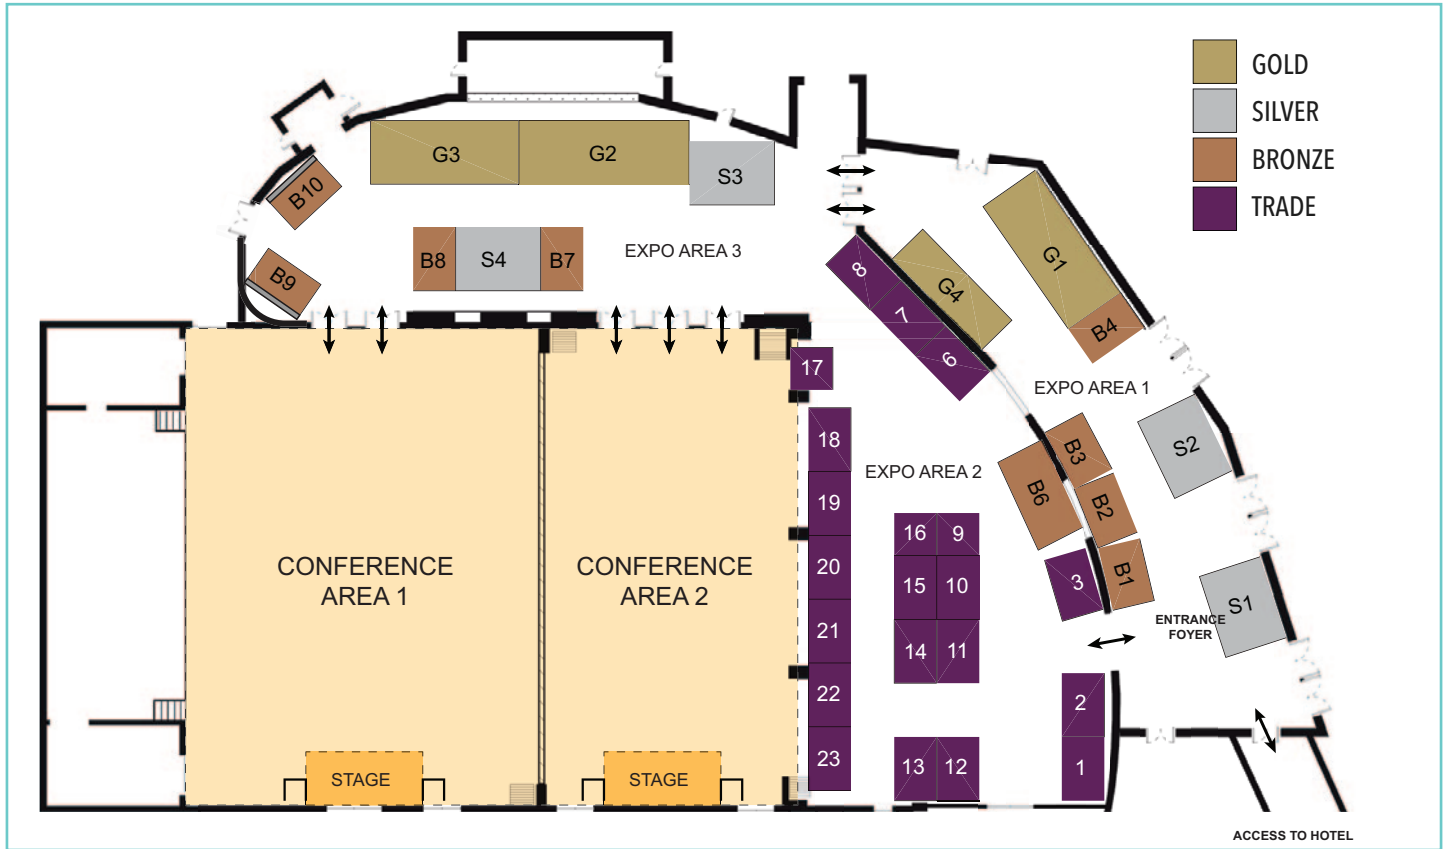 GOLD
SILVER
BRONZE
TRADE
G3
G2
S3
B10
B9
B8
S4
B7
EXPO AREA 3
8
7
6
G4
G1
B4
EXPO AREA 1
17
18
19
20
21
22
23
EXPO AREA 2
B3
B6
B2
B1
3
S2
S1
16
9
15
10
14
11
13
12
2
1
ENTRANCE
FOYER
CONFERENCE
AREA 1
CONFERENCE
AREA 2
STAGE
STAGE
ACCESS TO HOTEL